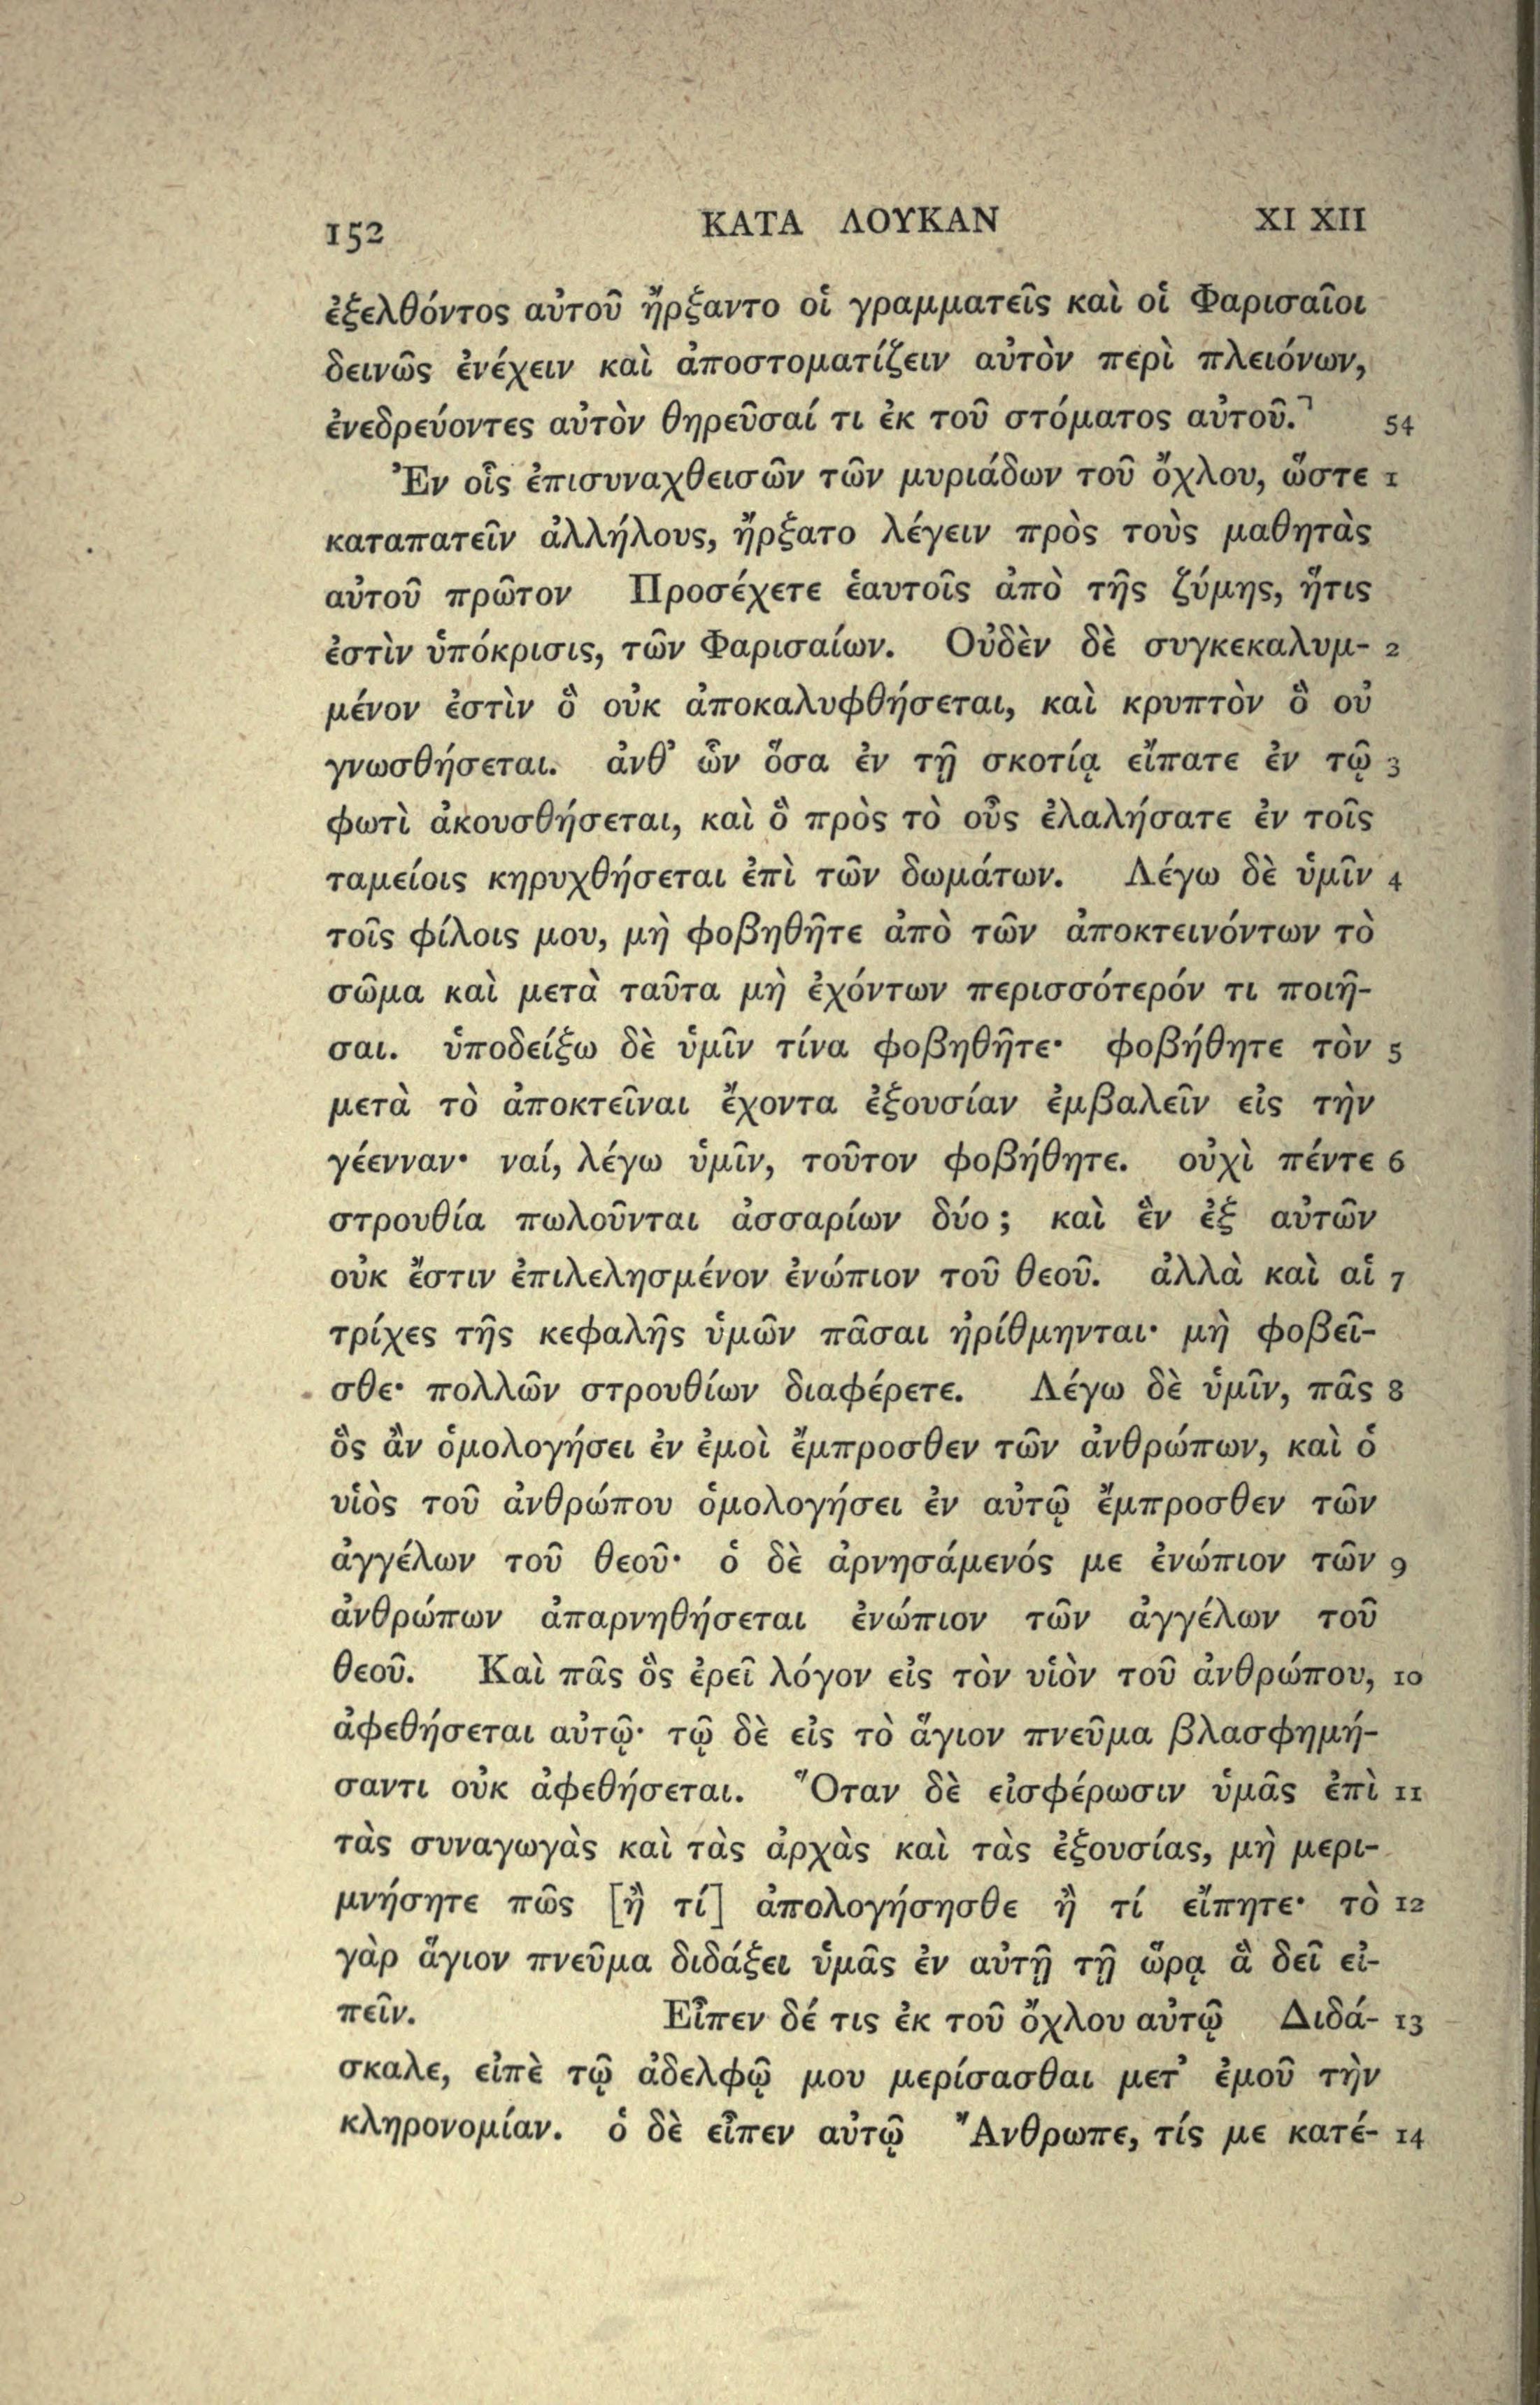 152 ΚΑΤΑ ΛΟΥΚΑΝ XI XII
ἐξελθόντος αὐτοῦ ἤρξαντο οἱ γραμματεῖς καὶ οἱ Φαρισαῖοι
δεινῶς ἐνέχειν καὶ ἀποστοματίζειν αὐτὸν περὶ πλειόνων,
ἐνεδρεύοντες αὐτὸν θηρεῦσαί τι ἐκ τοῦ στόματος αὐτοῦ.⸣ 54
Ἐν οἷς ἐπισυναχθεισῶν τῶν μυριάδων τοῦ ὄχλου, ὥστε 1
καταπατεῖν ἀλλήλους, ἤρξατο λέγειν πρὸς τοὺς μαθητὰς
αὐτοῦ πρῶτον Προσέχετε ἑαυτοῖς ἀπὸ τῆς ζύμης, ἥτις
ἐστὶν ὑπόκρισις, τῶν Φαρισαίων. Οὐδὲν δὲ συγκεκαλυμ- 2
μένον ἐστὶν ὃ οὐκ ἀποκαλυφθήσεται, καὶ κρυπτὸν ὃ οὐ
γνωσθήσεται. ἀνθ' ὧν ὅσα ἐν τῇ σκοτίᾳ εἴπατε ἐν τῷ 3
φωτὶ ἀκουσθήσεται, καὶ ὃ πρὸς τὸ οὖς ἐλαλήσατε ἐν τοῖς
ταμείοις κηρυχθήσεται ἐπὶ τῶν δωμάτων. Λέγω δὲ ὑμῖν 4
τοῖς φίλοις μου, μὴ φοβηθῆτε ἀπὸ τῶν ἀποκτεινόντων τὸ
σῶμα καὶ μετὰ ταῦτα μὴ ἐχόντων περισσότερόν τι ποιῆ-
σαι. ὑποδείξω δὲ ὑμῖν τίνα φοβηθῆτε· φοβήθητε τὸν 5
μετὰ τὸ ἀποκτεῖναι ἔχοντα ἐξουσίαν ἐμβαλεῖν εἰς τὴν
γέενναν· ναί, λέγω ὑμῖν, τοῦτον φοβήθητε. οὐχὶ πέντε 6
στρουθία πωλοῦνται ἀσσαρίων δύο; καὶ ἓν ἐξ αὐτῶν
οὐκ ἔστιν ἐπιλελησμένον ἐνώπιον τοῦ θεοῦ. ἀλλὰ καὶ αἱ 7
τρίχες τῆς κεφαλῆς ὑμῶν πᾶσαι ἠρίθμηνται· μὴ φοβεῖ-
σθε· πολλῶν στρουθίων διαφέρετε. Λέγω δὲ ὑμῖν, πᾶς 8
ὃς ἂν ὁμολογήσει ἐν ἐμοὶ ἔμπροσθεν τῶν ἀνθρώπων, καὶ ὁ
υἱὸς τοῦ ἀνθρώπου ὁμολογήσει ἐν αὐτῷ ἔμπροσθεν τῶν
ἀγγέλων τοῦ θεοῦ· ὁ δὲ ἀρνησάμενός με ἐνώπιον τῶν 9
ἀνθρώπων ἀπαρνηθήσεται ἐνώπιον τῶν ἀγγέλων τοῦ
θεοῦ. Καὶ πᾶς ὃς ἐρεῖ λόγον εἰς τὸν υἱὸν τοῦ ἀνθρώπου, 10
ἀφεθήσεται αὐτῷ· τῷ δὲ εἰς τὸ ἅγιον πνεῦμα βλασφημή-
σαντι οὐκ ἀφεθήσεται. Ὅταν δὲ εἰσφέρωσιν ὑμᾶς ἐπὶ 11
τὰς συναγωγὰς καὶ τὰς ἀρχὰς καὶ τὰς ἐξουσίας, μὴ μερι-
μνήσητε πῶς [ἢ τί] ἀπολογήσησθε ἢ τί εἴπητε· τὸ 12
γὰρ ἅγιον πνεῦμα διδάξει ὑμᾶς ἐν αὐτῇ τῇ ὥρᾳ ἃ δεῖ εἰ-
πεῖν. Εἶπεν δέ τις ἐκ τοῦ ὄχλου αὐτῷ Διδά- 13
σκαλε, εἰπὲ τῷ ἀδελφῷ μου μερίσασθαι μετ' ἐμοῦ τὴν
κληρονομίαν. ὁ δὲ εἶπεν αὐτῷ Ἄνθρωπε, τίς με κατέ- 14